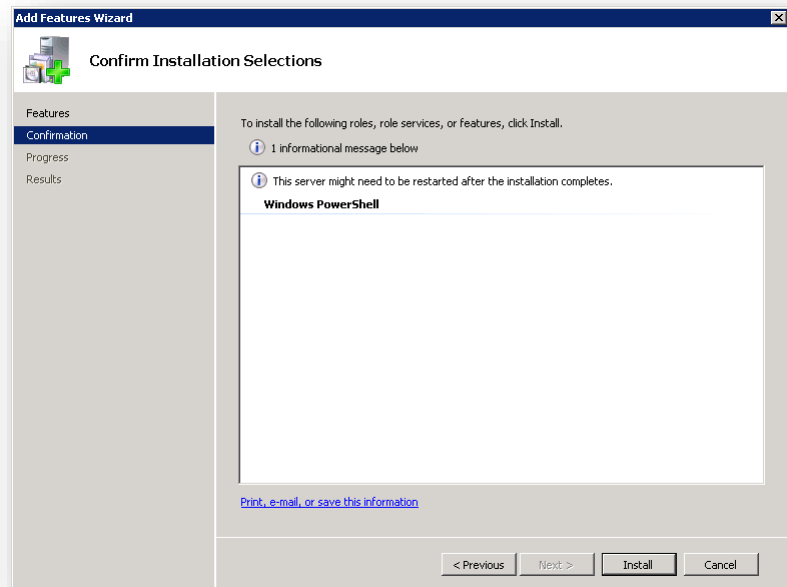 Add Features Wizard
Confirm Installation Selections
Features
Confirmation
Progress
Results
To install the following roles, role services, or features, click Install.
1 informational message below
This server might need to be restarted after the installation completes.
Windows PowerShell
Print, e-mail, or save this information
< Previous
Next >
Install
Cancel